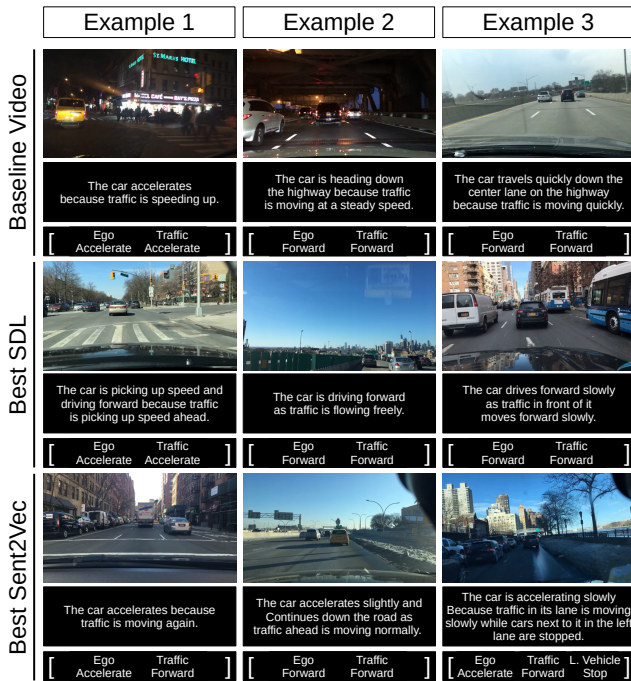 Example 1 Example 2 Example 3
Baseline Video
ST MARKS HOTEL
CAFE
RAY'S PIZZA
The car accelerates
because traffic is speeding up.
The car is heading down
the highway because traffic
is moving at a steady speed.
The car travels quickly down the
center lane on the highway
because traffic is moving quickly.
[ Ego Traffic ]
Accelerate Accelerate
[ Ego Traffic ]
Forward Forward
[ Ego Traffic ]
Forward Forward
Best SDL
The car is picking up speed and
driving forward because traffic
is picking up speed ahead.
The car is driving forward
as traffic is flowing freely.
The car drives forward slowly
as traffic in front of it
moves forward slowly.
[ Ego Traffic ]
Accelerate Accelerate
[ Ego Traffic ]
Forward Forward
[ Ego Traffic ]
Forward Forward
Best Sent2Vec
The car accelerates because
traffic is moving again.
The car accelerates slightly and
Continues down the road as
traffic ahead is moving normally.
The car is accelerating slowly
Because traffic in its lane is moving
slowly while cars next to it in the left
lane are stopped.
[ Ego Traffic ]
Accelerate Forward
[ Ego Traffic ]
Accelerate Forward
[ Ego Traffic L. Vehicle ]
Accelerate Forward Stop